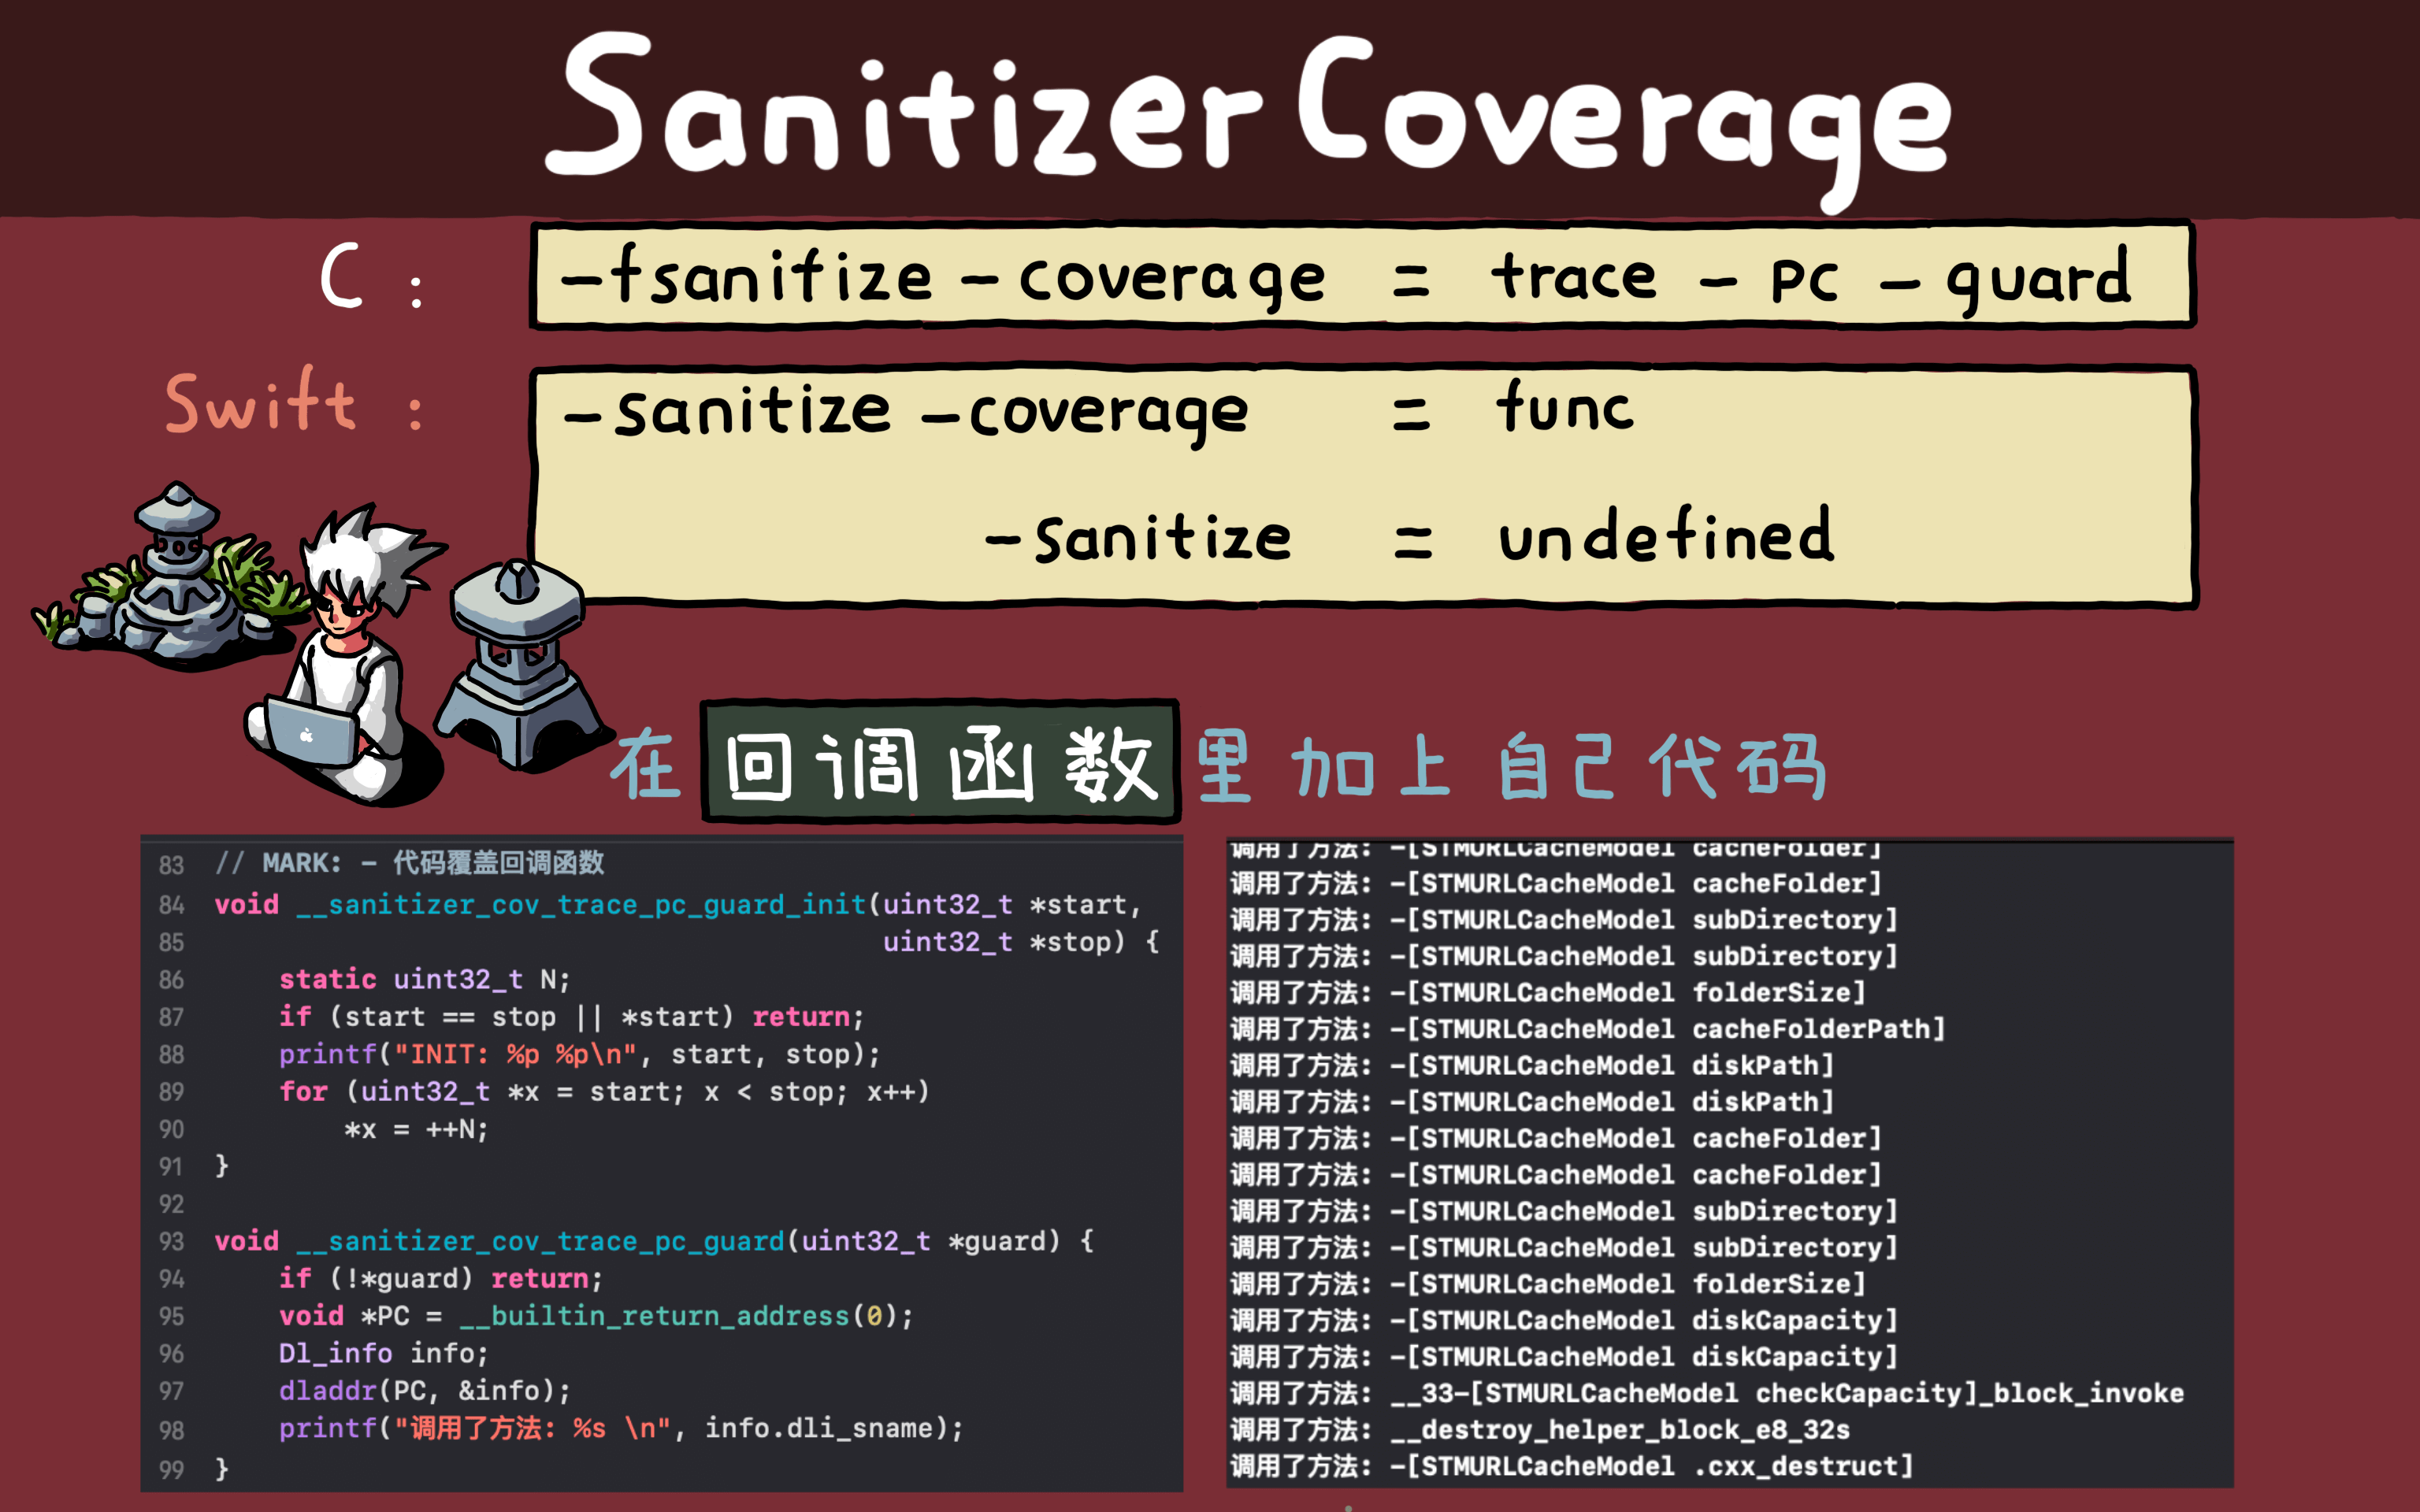 Sanitizer Coverage
C : -fsanitize - coverage = trace - PC - guard
Swift : -sanitize -coverage = func
-sanitize = undefined
在 回调函数 里加上自己代码
83 // MARK: - 代码覆盖回调函数
84 void __sanitizer_cov_trace_pc_guard_init(uint32_t *start,
85 uint32_t *stop) {
86 static uint32_t N;
87 if (start == stop || *start) return;
88 printf("INIT: %p %p\n", start, stop);
89 for (uint32_t *x = start; x < stop; x++)
90 *x = ++N;
91 }
92
93 void __sanitizer_cov_trace_pc_guard(uint32_t *guard) {
94 if (!*guard) return;
95 void *PC = __builtin_return_address(0);
96 Dl_info info;
97 dladdr(PC, &info);
98 printf("调用了方法: %s \n", info.dli_sname);
99 }
调用了方法: -[STMURLCacheModel cacheFolder]
调用了方法: -[STMURLCacheModel cacheFolder]
调用了方法: -[STMURLCacheModel subDirectory]
调用了方法: -[STMURLCacheModel subDirectory]
调用了方法: -[STMURLCacheModel folderSize]
调用了方法: -[STMURLCacheModel cacheFolderPath]
调用了方法: -[STMURLCacheModel diskPath]
调用了方法: -[STMURLCacheModel diskPath]
调用了方法: -[STMURLCacheModel cacheFolder]
调用了方法: -[STMURLCacheModel cacheFolder]
调用了方法: -[STMURLCacheModel subDirectory]
调用了方法: -[STMURLCacheModel subDirectory]
调用了方法: -[STMURLCacheModel folderSize]
调用了方法: -[STMURLCacheModel diskCapacity]
调用了方法: -[STMURLCacheModel diskCapacity]
调用了方法: __33-[STMURLCacheModel checkCapacity]_block_invoke
调用了方法: __destroy_helper_block_e8_32s
调用了方法: -[STMURLCacheModel .cxx_destruct]